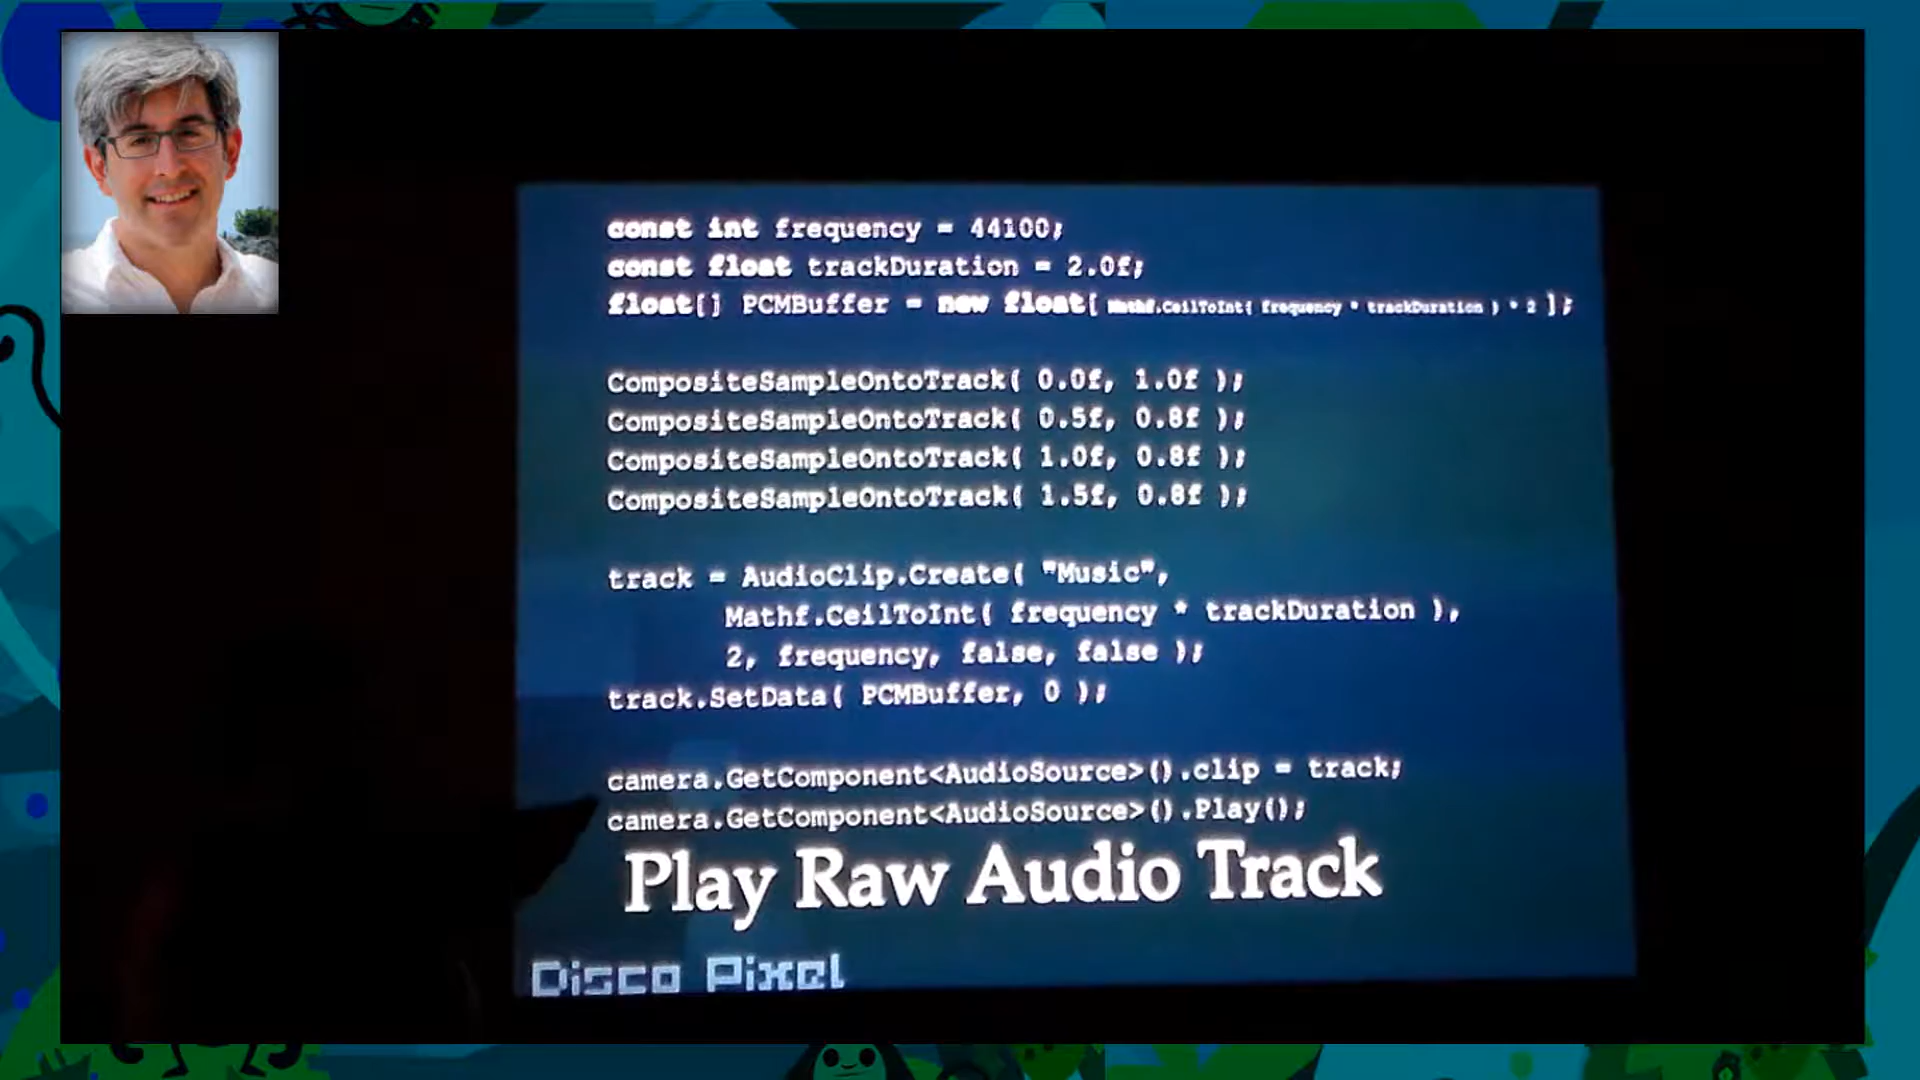 const int frequency = 44100;
const float trackDuration = 2.0f;
float[] PCMBuffer = new float[ Mathf.CeilToInt( frequency * trackDuration ) * 2 ];
CompositeSampleOntoTrack( 0.0f, 1.0f );
CompositeSampleOntoTrack( 0.5f, 0.8f );
CompositeSampleOntoTrack( 1.0f, 0.8f );
CompositeSampleOntoTrack( 1.5f, 0.8f );
track = AudioClip.Create( "Music",
Mathf.CeilToInt( frequency * trackDuration ),
2, frequency, false, false );
track.SetData( PCMBuffer, 0 );
camera.GetComponent<AudioSource>().clip = track;
camera.GetComponent<AudioSource>().Play();
Play Raw Audio Track
Disco Pixel